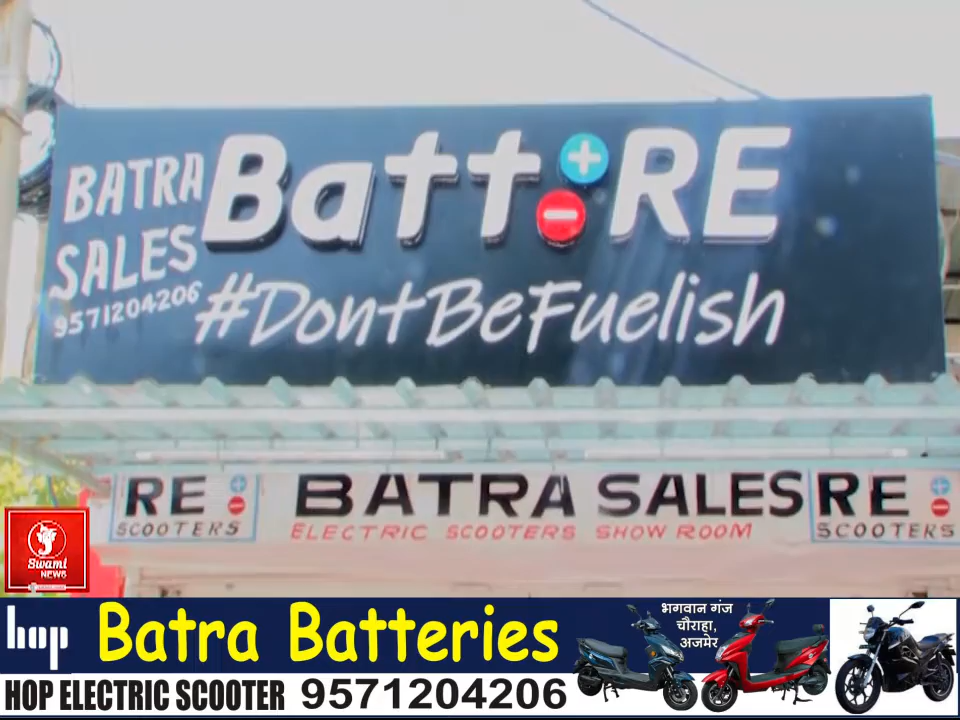 BATRA
SALES
9571204206
Batt:RE
#DontBeFuelish
RE
SCOOTERS
BATRA SALES
ELECTRIC SCOOTERS SHOW ROOM
RE
SCOOTERS
Swami
NEWS
hop Batra Batteries
भगवान गंज
चौराहा,
अजमेर
HOP ELECTRIC SCOOTER 9571204206